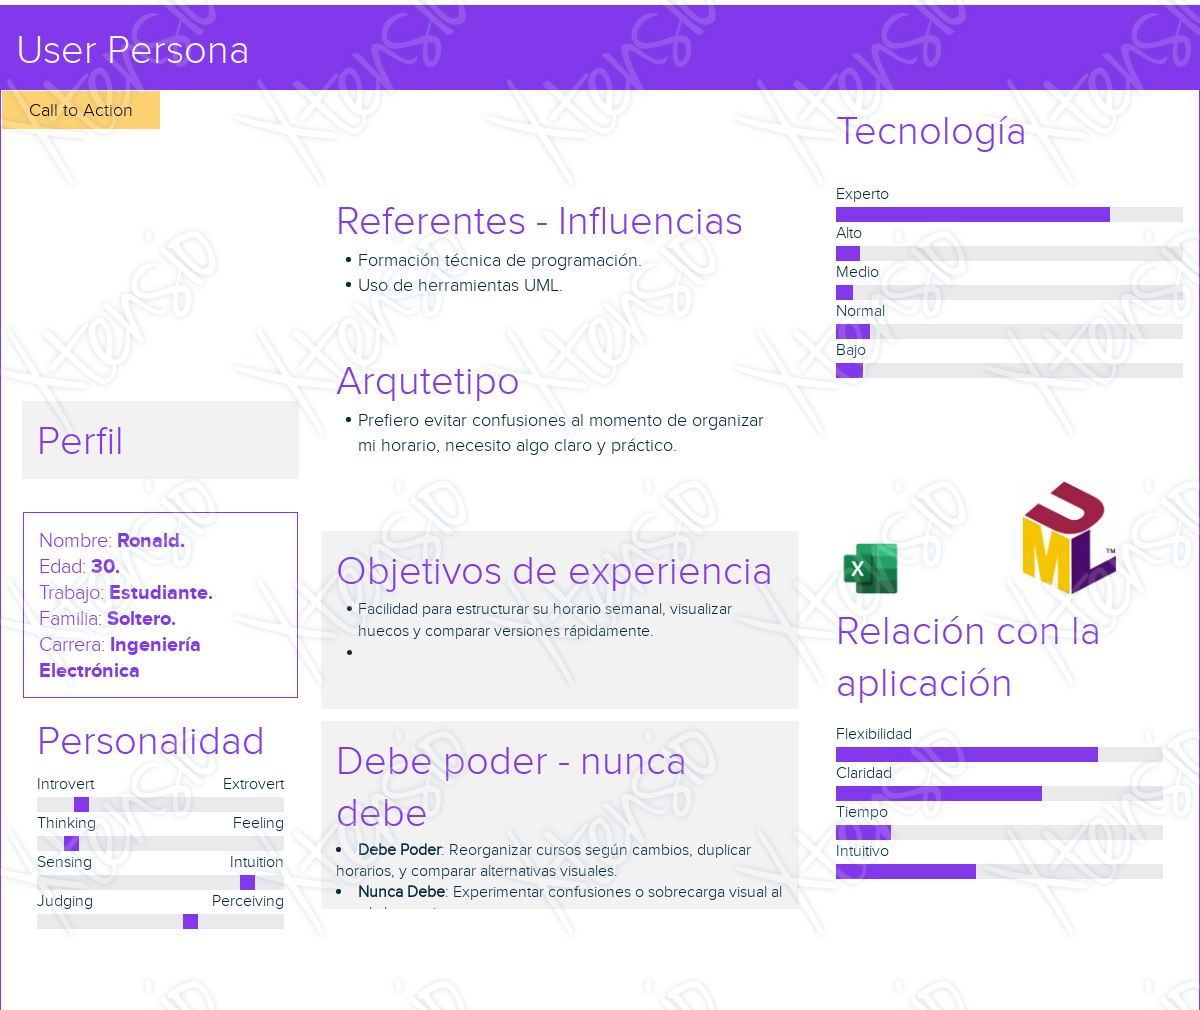 User Persona
Call to Action
Perfil
Nombre: Ronald.
Edad: 30.
Trabajo: Estudiante.
Familia: Soltero.
Carrera: Ingeniería
Electrónica
Personalidad
Introvert Extrovert
Thinking Feeling
Sensing Intuition
Judging Perceiving
Referentes - Influencias
• Formación técnica de programación.
• Uso de herramientas UML.
Arqutetipo
• Prefiero evitar confusiones al momento de organizar
mi horario, necesito algo claro y práctico.
Objetivos de experiencia
• Facilidad para estructurar su horario semanal, visualizar
huecos y comparar versiones rápidamente.
•
Debe poder - nunca
debe
• Debe Poder: Reorganizar cursos según cambios, duplicar
horarios, y comparar alternativas visuales.
• Nunca Debe: Experimentar confusiones o sobrecarga visual al
Tecnología
Experto
Alto
Medio
Normal
Bajo
X
UML™
Relación con la
aplicación
Flexibilidad
Claridad
Tiempo
Intuitivo
Xtensio